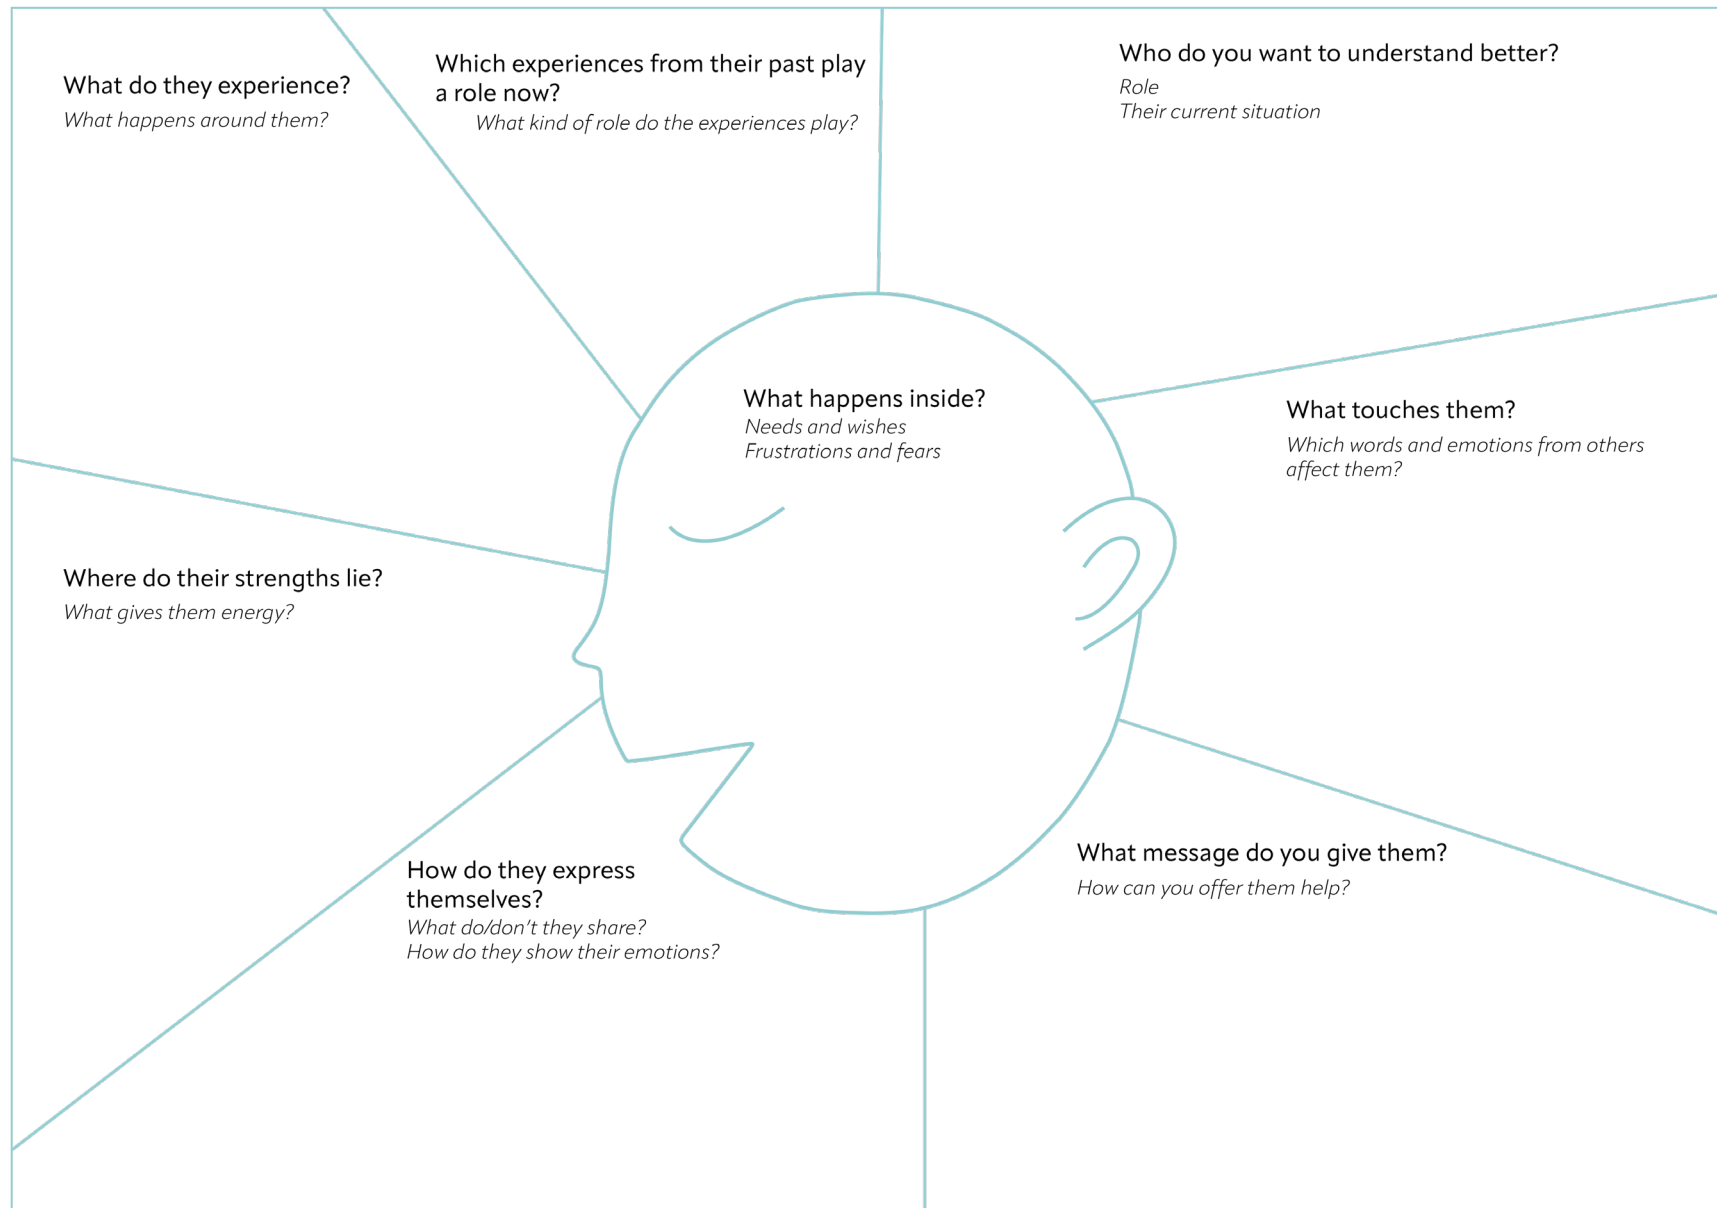 What do they experience?
What happens around them?
Which experiences from their past play
a role now?
What kind of role do the experiences play?
Who do you want to understand better?
Role
Their current situation
What happens inside?
Needs and wishes
Frustrations and fears
What touches them?
Which words and emotions from others
affect them?
Where do their strengths lie?
What gives them energy?
How do they express
themselves?
What do/don't they share?
How do they show their emotions?
What message do you give them?
How can you offer them help?